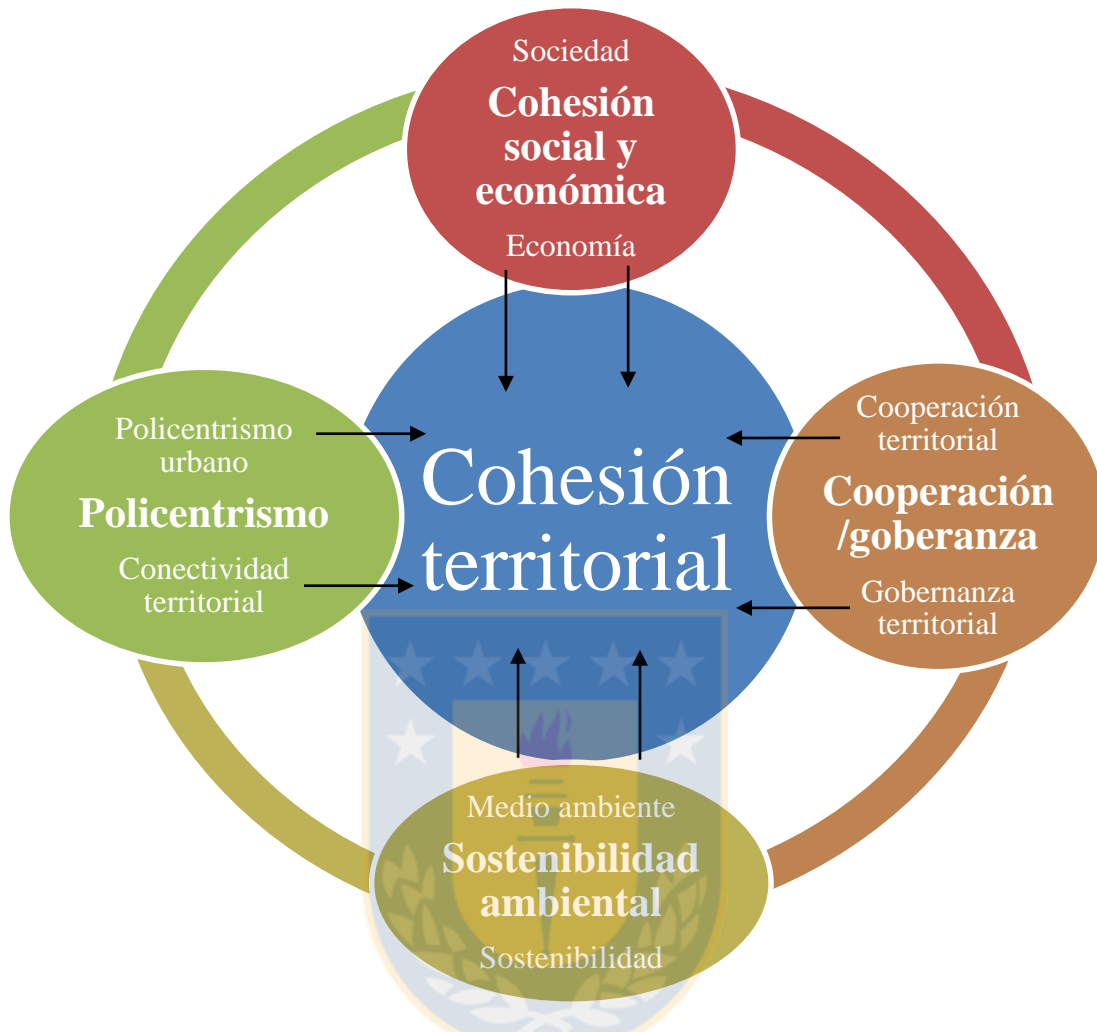 Sociedad
Cohesión
social y
económica
Economía
Policentrismo
urbano
Policentrismo
Conectividad
territorial
Cohesión
territorial
Cooperación
territorial
Cooperación
/goberanza
Gobernanza
territorial
Medio ambiente
Sostenibilidad
ambiental
Sostenibilidad